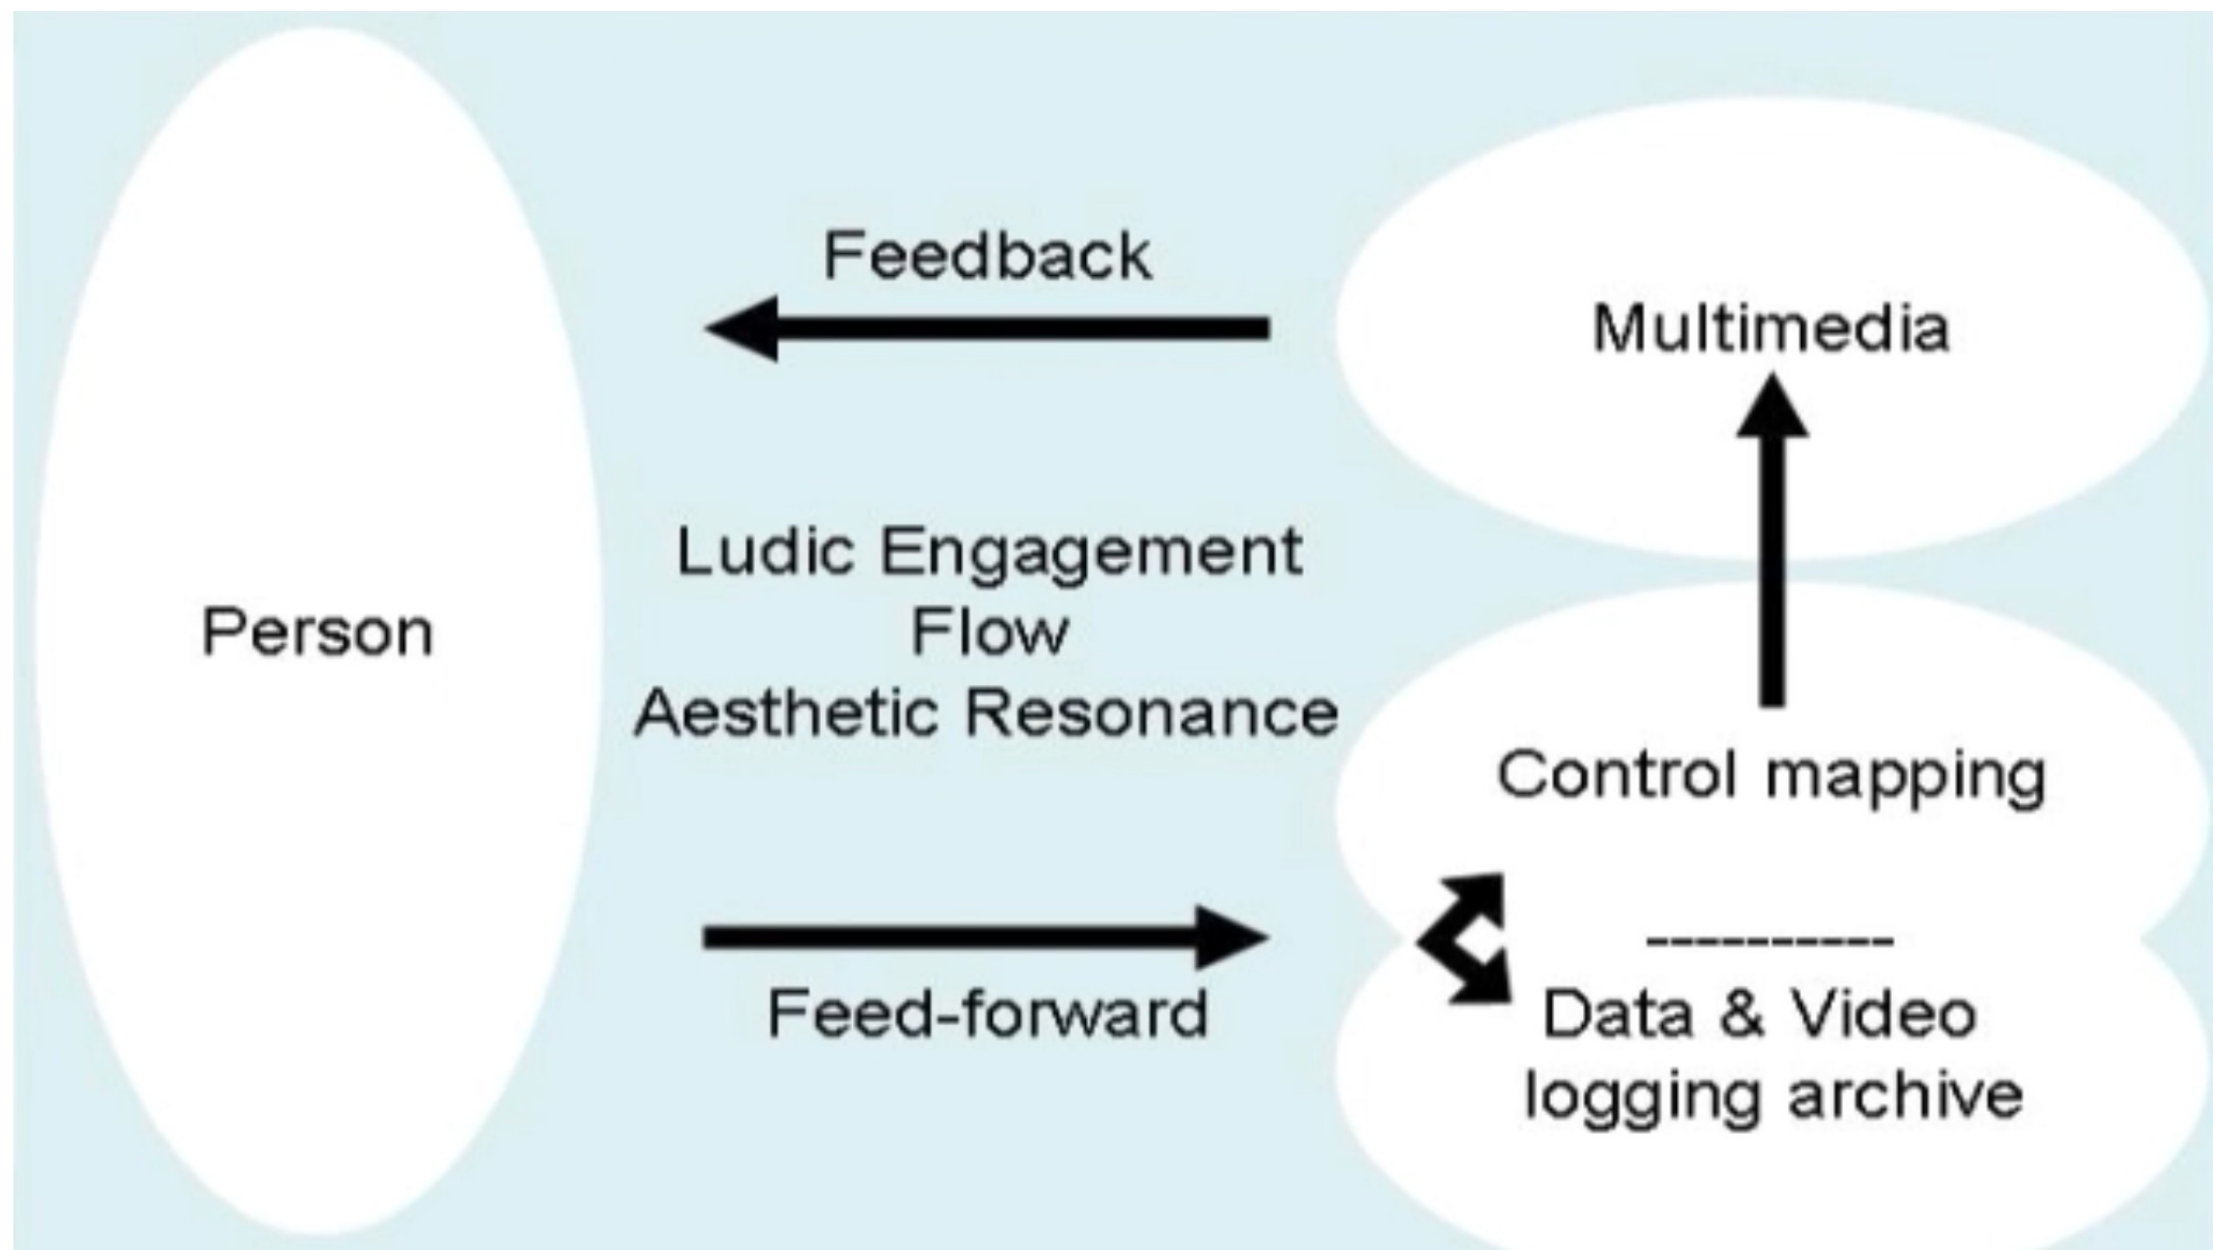 Feedback
Multimedia
Ludic Engagement
Flow
Aesthetic Resonance
Person
Control mapping
----------
Feed-forward
Data & Video
logging archive